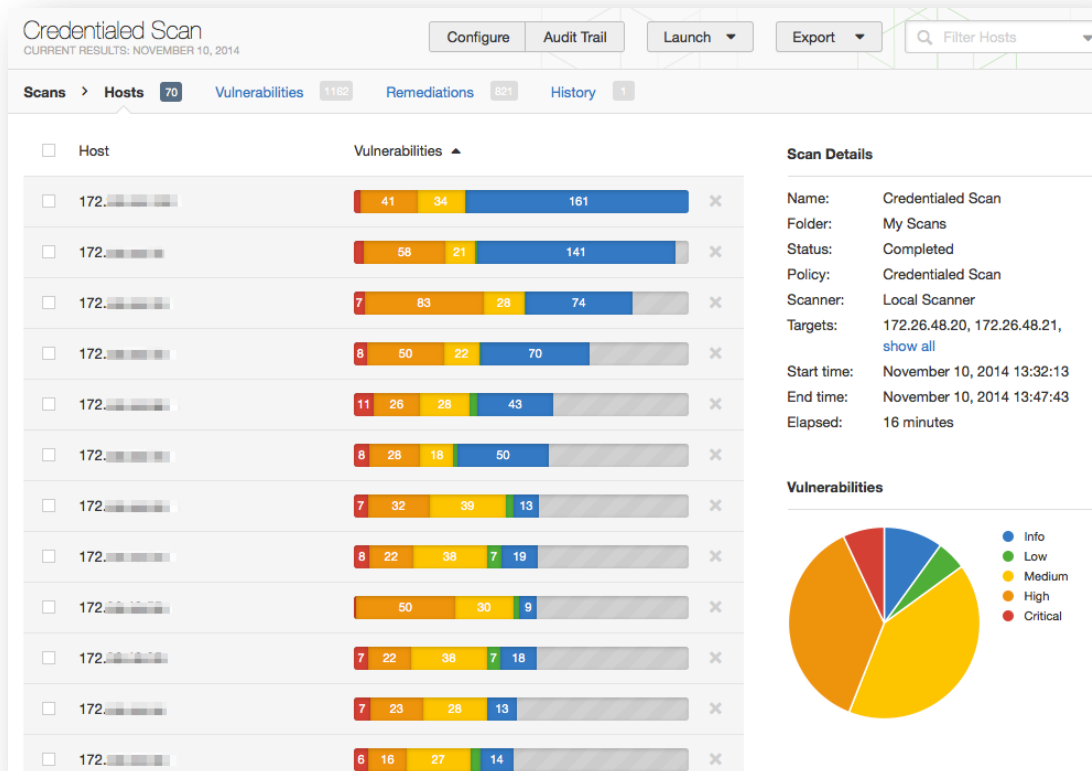 Credentialed Scan
CURRENT RESULTS: NOVEMBER 10, 2014
Configure Audit Trail Launch Export Filter Hosts
Scans > Hosts 70 Vulnerabilities 1162 Remediations 821 History 1
Host Vulnerabilities
172. 41 34 161
172. 58 21 141
172. 7 83 28 74
172. 8 50 22 70
172. 11 26 28 43
172. 8 28 18 50
172. 7 32 39 13
172. 8 22 38 7 19
172. 50 30 9
172. 7 22 38 7 18
172. 7 23 28 13
172. 6 16 27 14
Scan Details
Name: Credentialed Scan
Folder: My Scans
Status: Completed
Policy: Credentialed Scan
Scanner: Local Scanner
Targets: 172.26.48.20, 172.26.48.21,
show all
Start time: November 10, 2014 13:32:13
End time: November 10, 2014 13:47:43
Elapsed: 16 minutes
Vulnerabilities
Info
Low
Medium
High
Critical